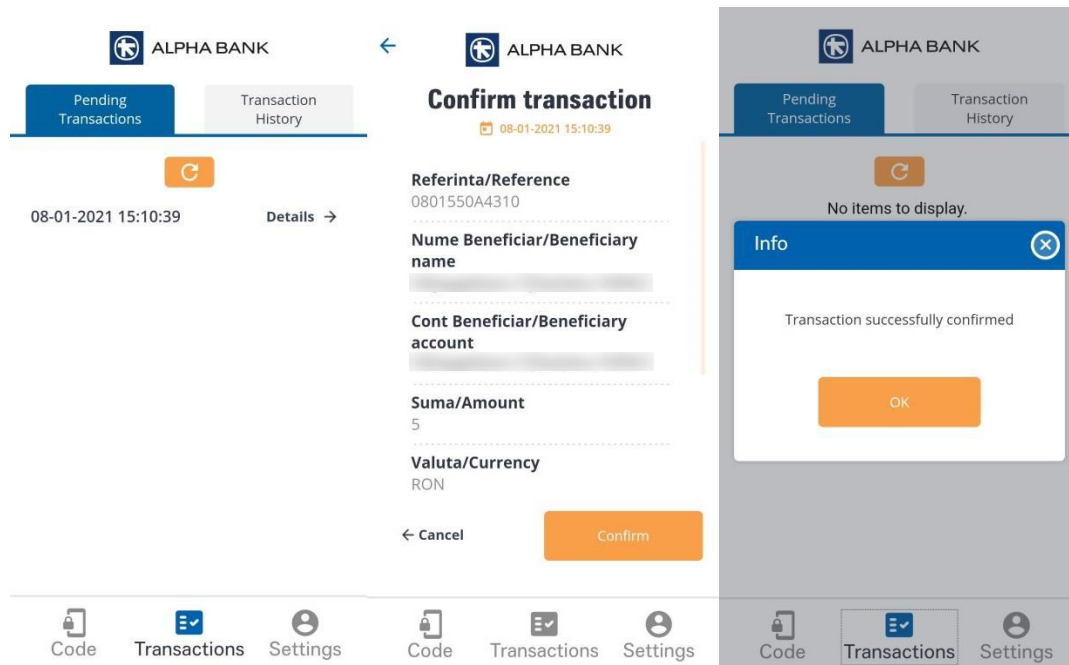 ALPHA BANK
Pending
Transactions
Transaction
History
08-01-2021 15:10:39
Details →
Code
Transactions
Settings
ALPHA BANK
Confirm transaction
08-01-2021 15:10:39
Referinta/Reference
0801550A4310
Nume Beneficiar/Beneficiary
name
Cont Beneficiar/Beneficiary
account
Suma/Amount
5
Valuta/Currency
RON
← Cancel
Confirm
Code
Transactions
Settings
ALPHA BANK
Pending
Transactions
Transaction
History
No items to display.
Info
Transaction successfully confirmed
OK
Code
Transactions
Settings